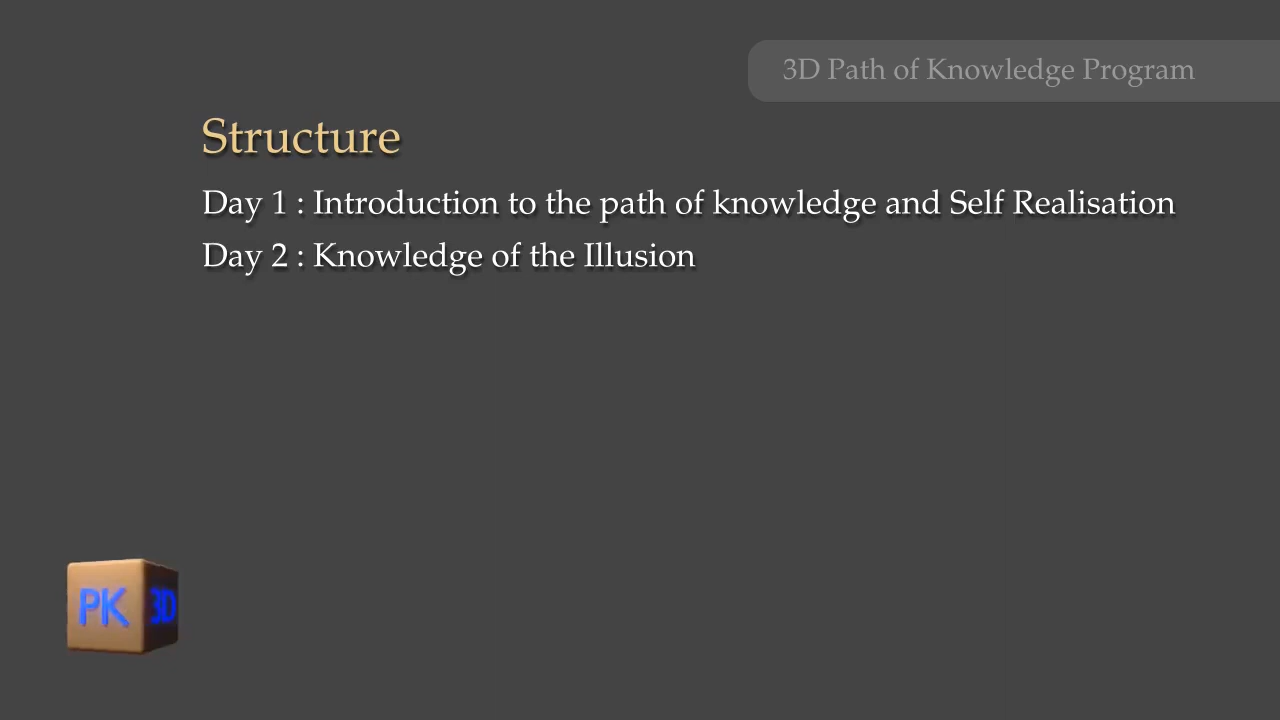 3D Path of Knowledge Program
Structure
Day 1 : Introduction to the path of knowledge and Self Realisation
Day 2 : Knowledge of the Illusion
PK 3D